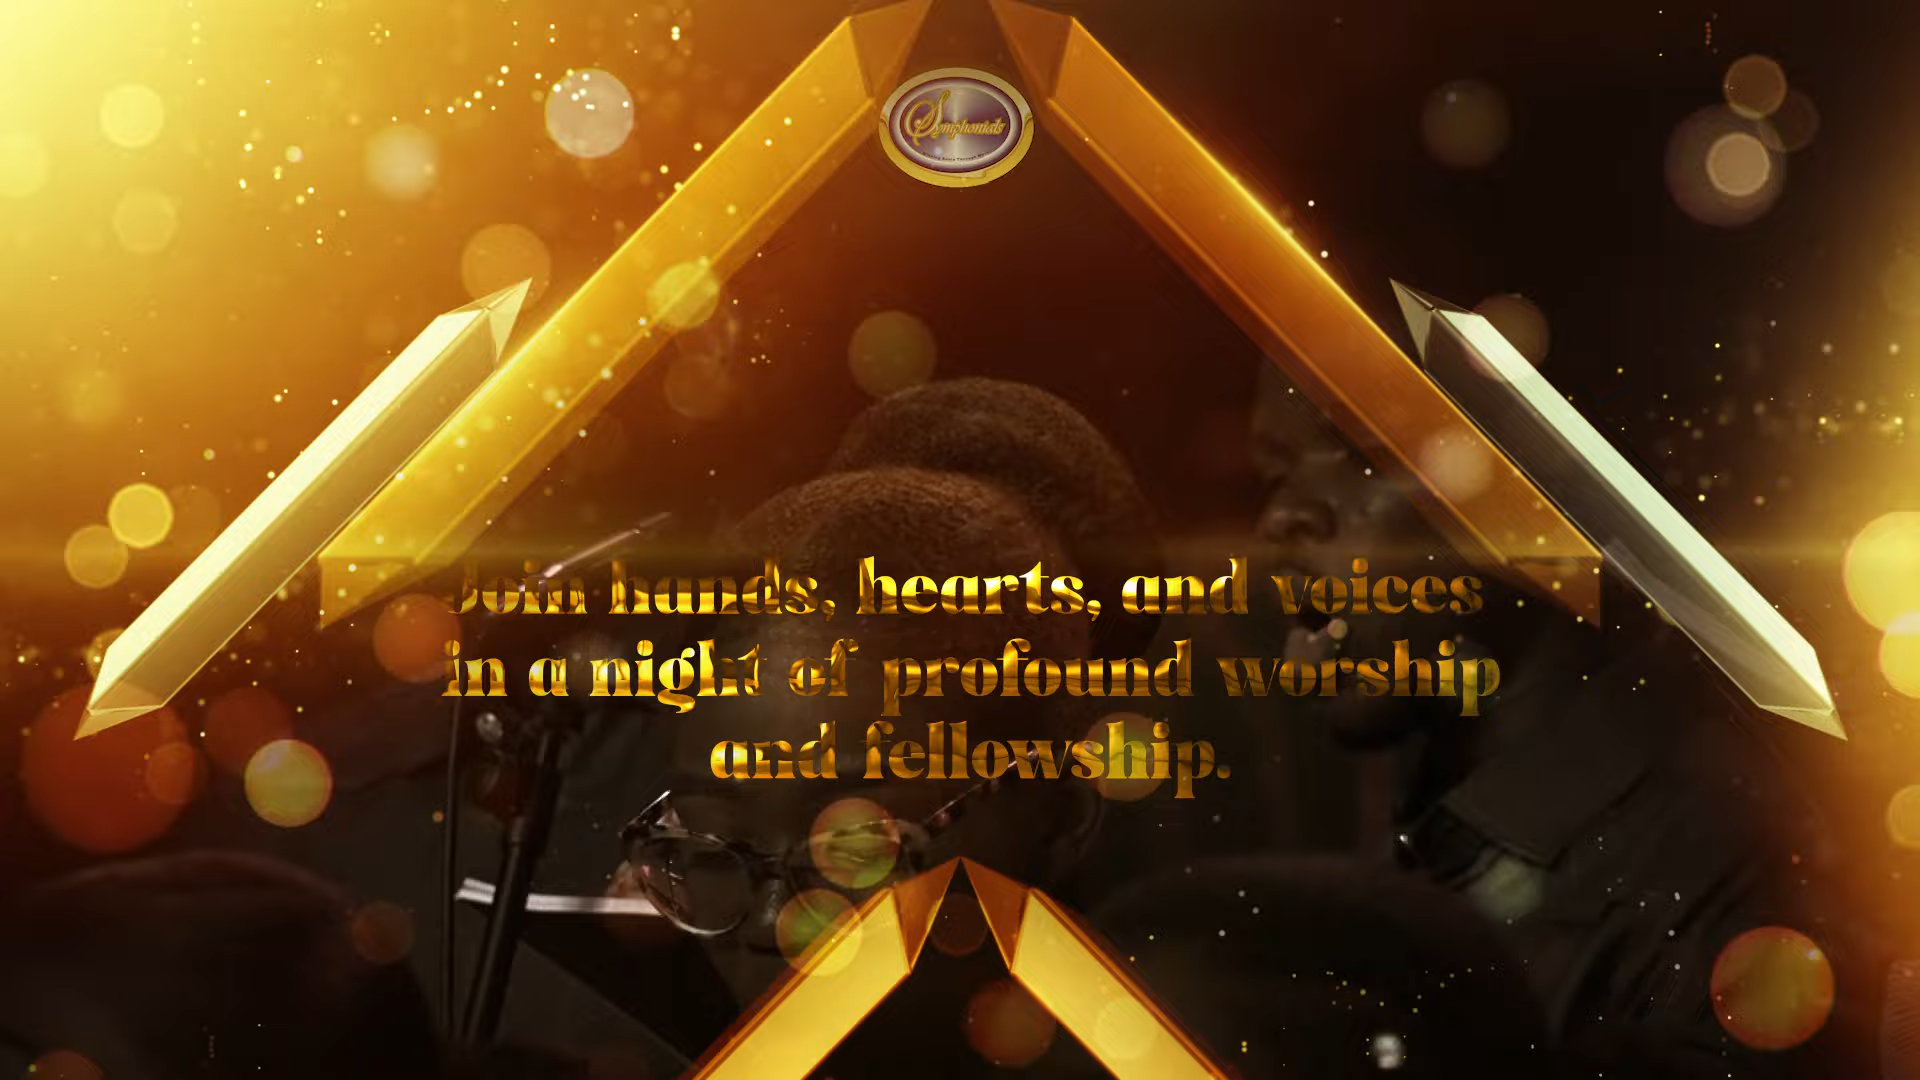 Symphonials
Join hands, hearts, and voices
in a night of profound worship
and fellowship.